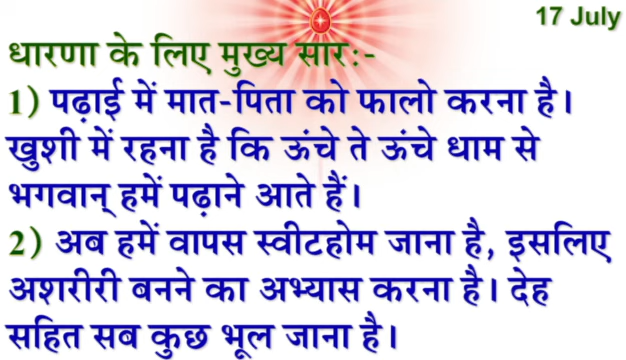 17 July
धारणा के लिए मुख्य सार:-
1) पढ़ाई में मात-पिता को फालो करना है।
खुशी में रहना है कि ऊंचे ते ऊंचे धाम से
भगवान् हमें पढ़ाने आते हैं।
2) अब हमें वापस स्वीटहोम जाना है, इसलिए
अशरीरी बनने का अभ्यास करना है। देह
सहित सब कुछ भूल जाना है।